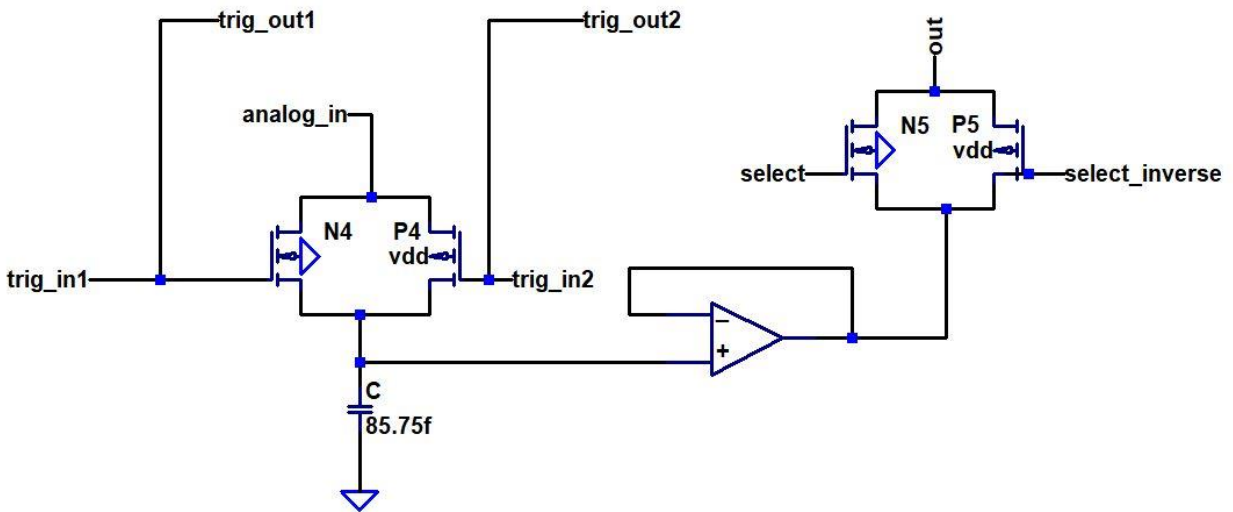 trig_out1
trig_out2
out
analog_in
N5
P5
vdd
select
select_inverse
N4
P4
vdd
trig_in1
trig_in2
−
+
C
85.75f